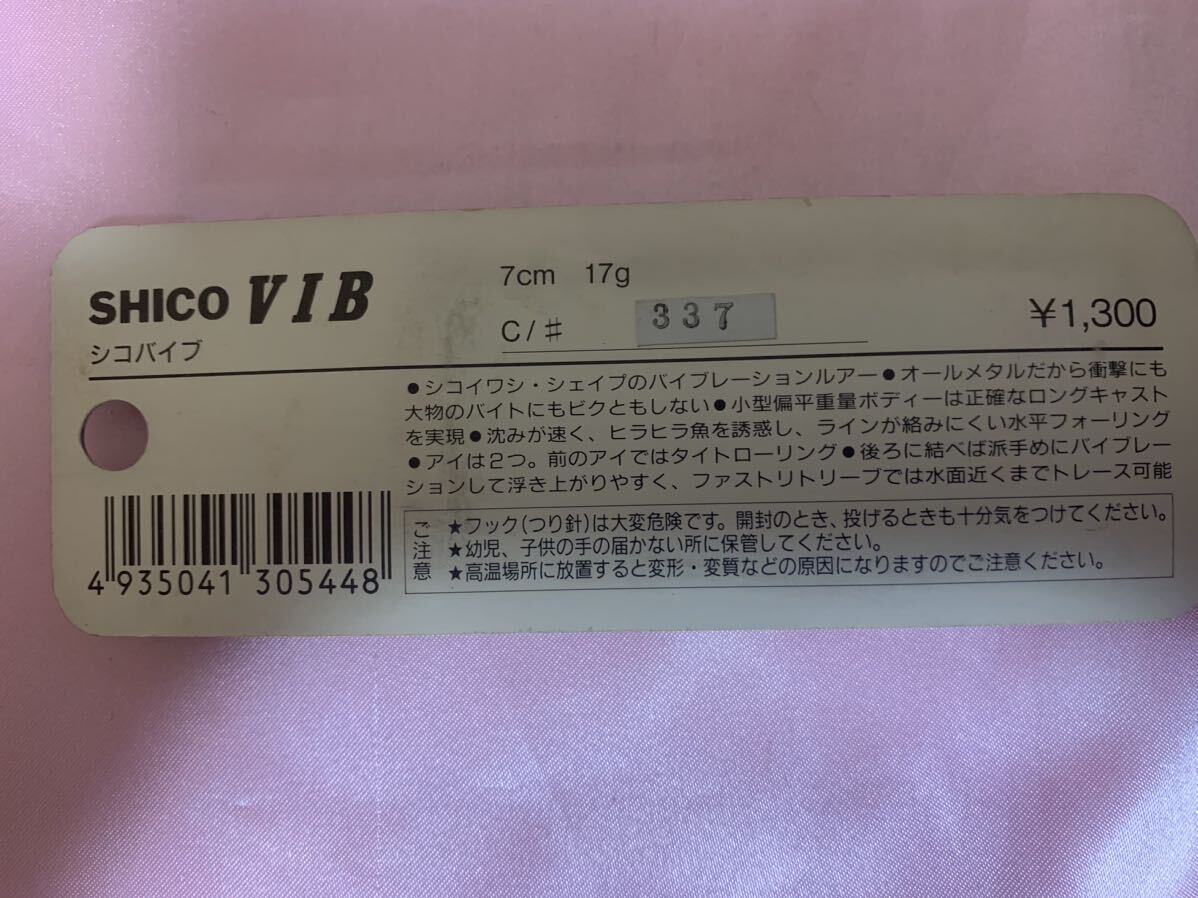 SHICO VIB
シコバイブ
7cm 17g
C/♯ 337
¥1,300
●シコイワシ・シェイプのバイブレーションルアー●オールメタルだから衝撃にも
大物のバイトにもビクともしない●小型偏平重量ボディーは正確なロングキャスト
を実現●沈みが速く、ヒラヒラ魚を誘惑し、ラインが絡みにくい水平フォーリング
●アイは2つ。前のアイではタイトローリング●後ろに結べば派手めにバイブレー
ションして浮き上がりやすく、ファストリトリーブでは水面近くまでトレース可能
ご注意
★フック(つり針)は大変危険です。開封のとき、投げるときも十分気をつけてください。
★幼児、子供の手の届かない所に保管してください。
★高温場所に放置すると変形・変質などの原因になりますのでご注意ください。
4 935041 305448